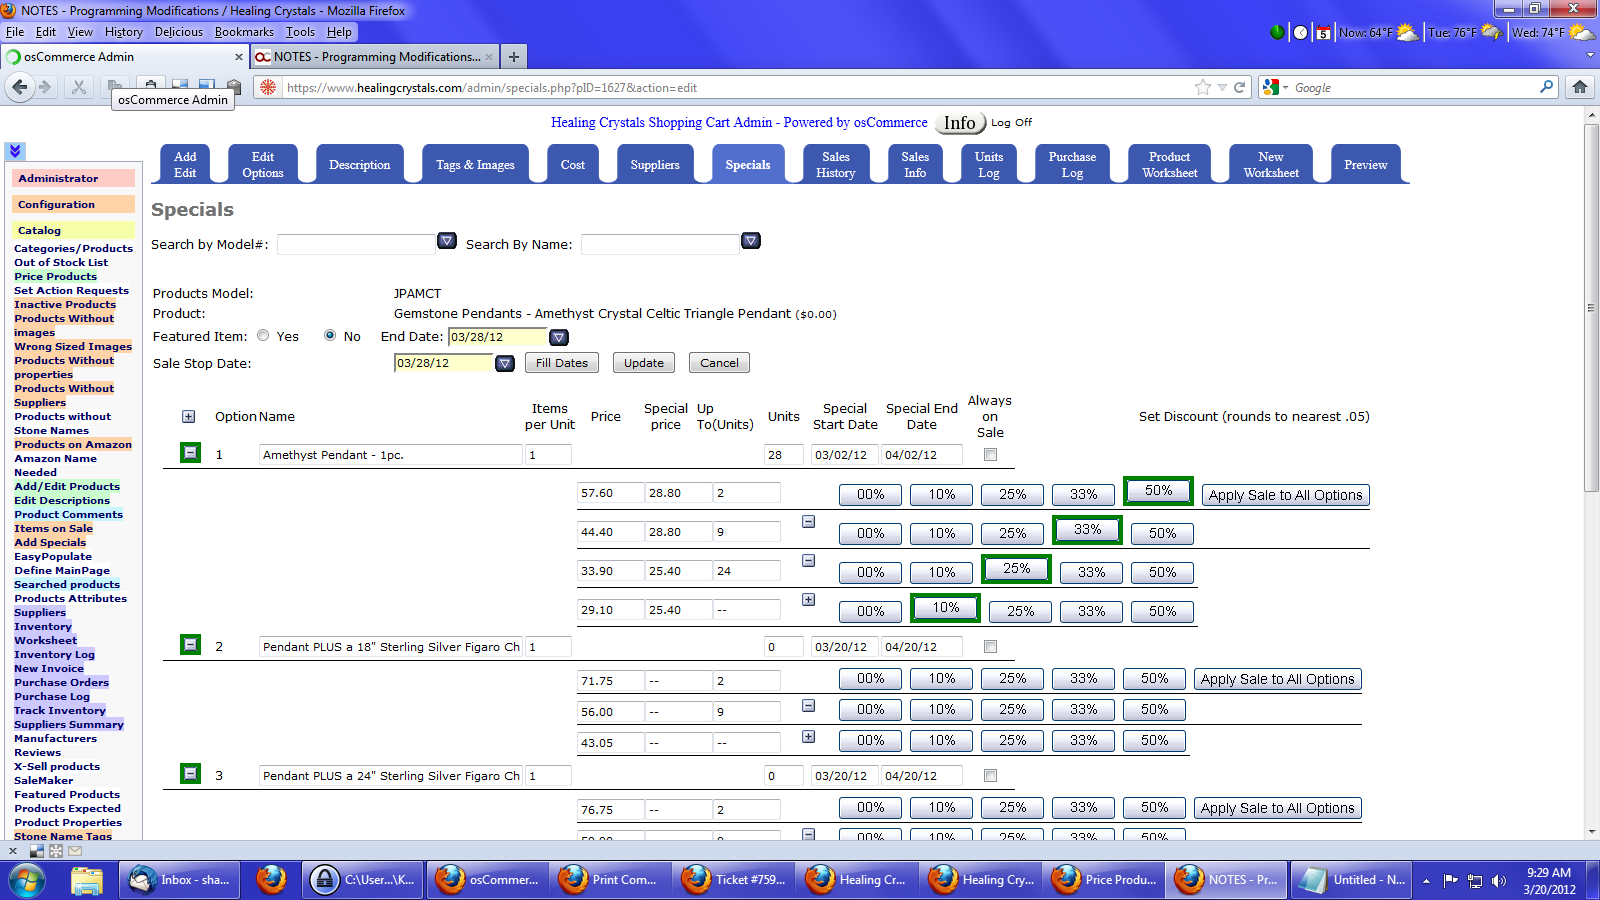 NOTES - Programming Modifications / Healing Crystals - Mozilla Firefox
File Edit View History Delicious Bookmarks Tools Help
5 Now: 64°F Tue: 76°F Wed: 74°F
osCommerce Admin × NOTES - Programming Modifications... × +
https://www.healingcrystals.com/admin/specials.php?pID=1627&action=edit Google
osCommerce Admin
Healing Crystals Shopping Cart Admin - Powered by osCommerce Info Log Off
Add Edit
Edit Options
Description
Tags & Images
Cost
Suppliers
Specials
Sales History
Sales Info
Units Log
Purchase Log
Product Worksheet
New Worksheet
Preview
Administrator
Configuration
Catalog
Categories/Products
Out of Stock List
Price Products
Set Action Requests
Inactive Products
Products Without
images
Wrong Sized Images
Products Without
properties
Products Without
Suppliers
Products without
Stone Names
Products on Amazon
Amazon Name
Needed
Add/Edit Products
Edit Descriptions
Product Comments
Items on Sale
Add Specials
EasyPopulate
Define MainPage
Searched products
Products Attributes
Suppliers
Inventory
Worksheet
Inventory Log
New Invoice
Purchase Orders
Purchase Log
Track Inventory
Suppliers Summary
Manufacturers
Reviews
X-Sell products
SaleMaker
Featured Products
Products Expected
Product Properties
Stone Name Tags
Specials
Search by Model#: Search By Name:
Products Model: JPAMCT
Product: Gemstone Pendants - Amethyst Crystal Celtic Triangle Pendant ($0.00)
Featured Item: Yes No End Date: 03/28/12
Sale Stop Date: 03/28/12 Fill Dates Update Cancel
Option Name Items per Unit Price Special price Up To(Units) Units Special Start Date Special End Date Always on Sale Set Discount (rounds to nearest .05)
1 Amethyst Pendant - 1pc. 1 28 03/02/12 04/02/12
57.60 28.80 2 00% 10% 25% 33% 50% Apply Sale to All Options
44.40 28.80 9 00% 10% 25% 33% 50%
33.90 25.40 24 00% 10% 25% 33% 50%
29.10 25.40 -- 00% 10% 25% 33% 50%
2 Pendant PLUS a 18" Sterling Silver Figaro Ch 1 0 03/20/12 04/20/12
71.75 -- 2 00% 10% 25% 33% 50% Apply Sale to All Options
56.00 -- 9 00% 10% 25% 33% 50%
43.05 -- -- 00% 10% 25% 33% 50%
3 Pendant PLUS a 24" Sterling Silver Figaro Ch 1 0 03/20/12 04/20/12
76.75 -- 2 00% 10% 25% 33% 50% Apply Sale to All Options
-- 9 00% 10% 25% 33% 50%
Inbox - sha... C:\User...\K... osCommer... Print Com... Ticket #759... Healing Cr... Healing Cry... Price Produ... NOTES - Pr... Untitled - N...
9:29 AM
3/20/2012